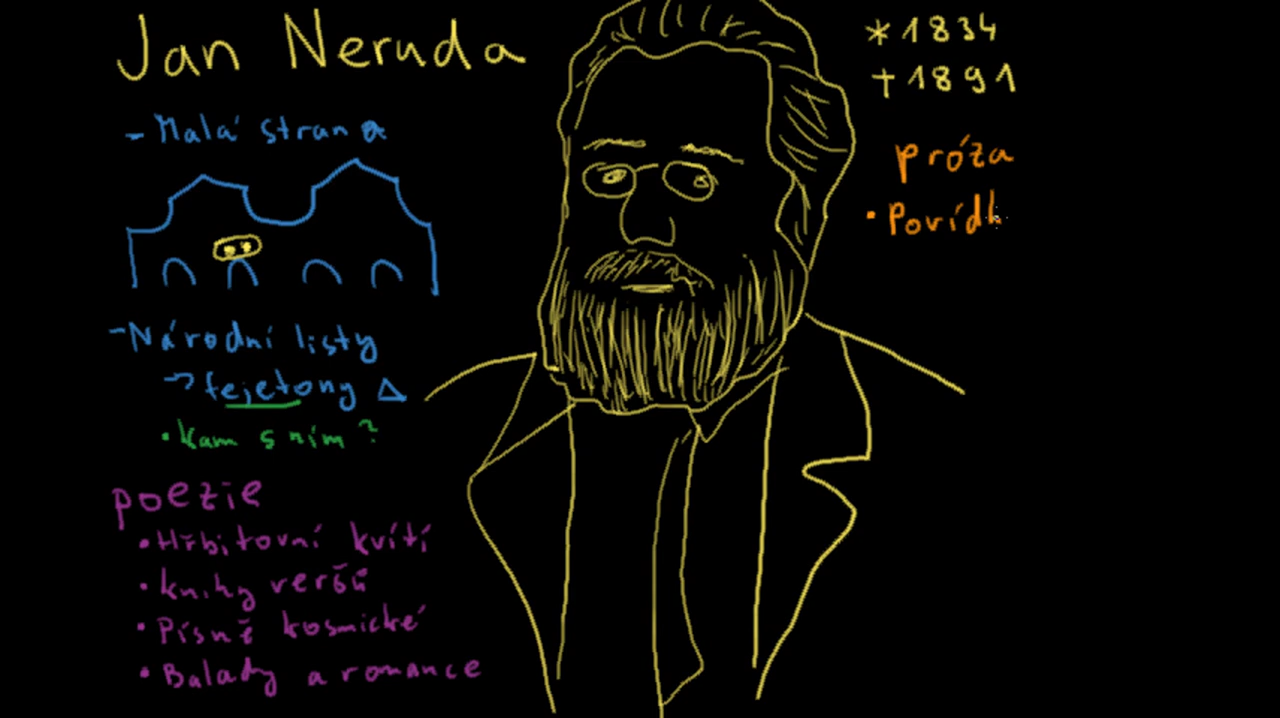 Jan Neruda
- Malá strana
- Národní listy
→ fejetony Δ
• Kam s ním?
poezie
• Hřbitovní kvítí
• knihy veršů
• Písně kosmické
• Balady a romance
* 1834
† 1891
próza
• Povídk